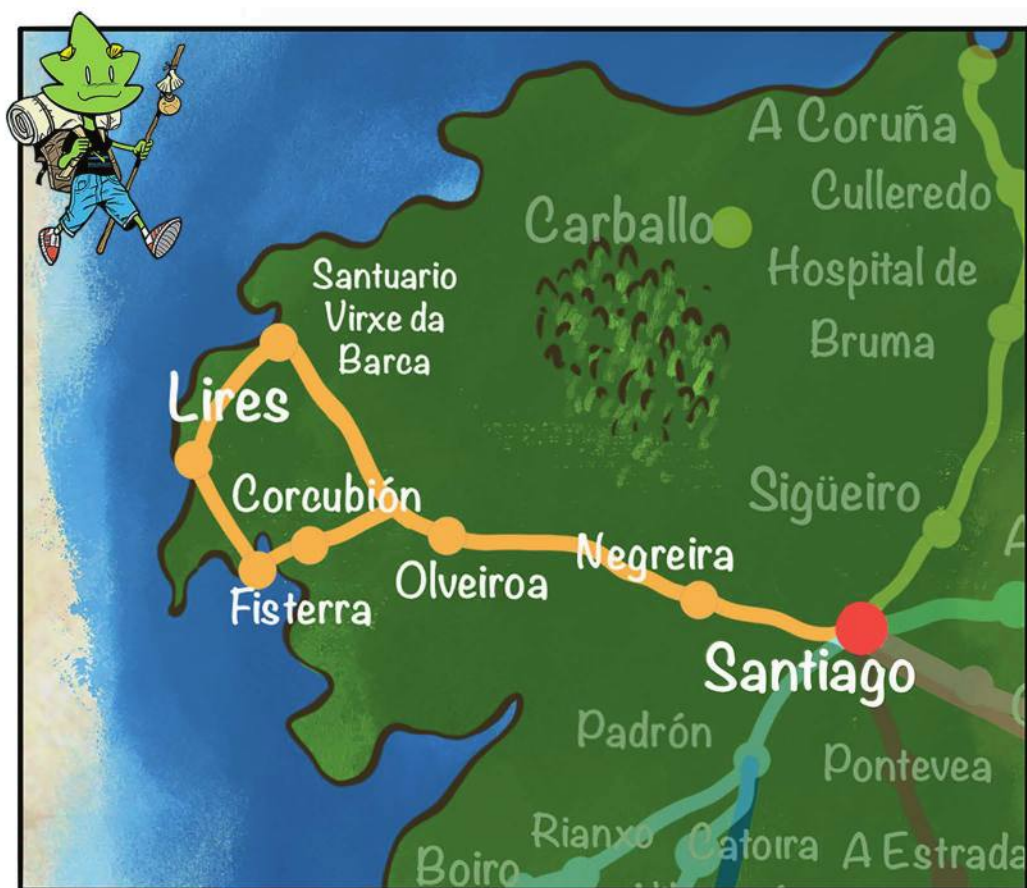 A Coruña
Culleredo
Carballo
Hospital de
Bruma
Santuario
Virxe da
Barca
Lires
Corcubión
Sigüeiro
Negreira
Olveiroa
Fisterra
Santiago
Padrón
Pontevea
Rianxo
Catoira
A Estrada
Boiro